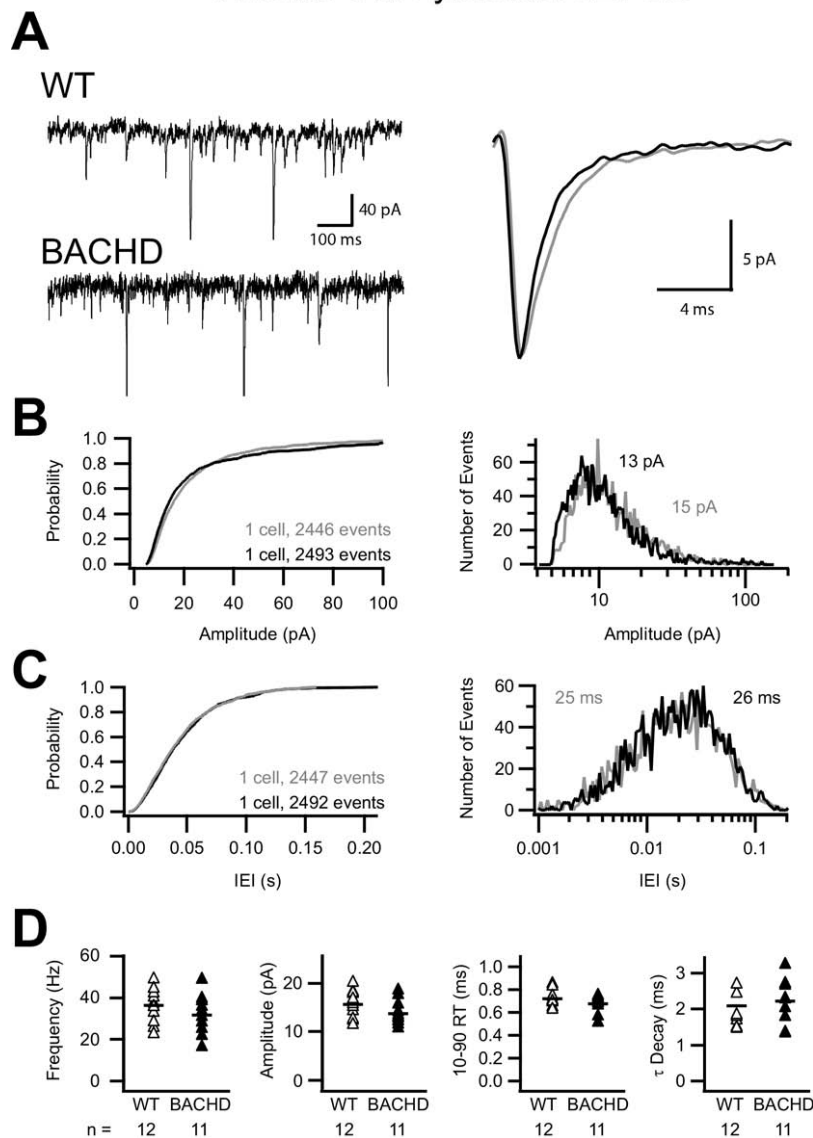 A
WT
40 pA
100 ms
BACHD
5 pA
4 ms
B
Probability
1.0
0.8
0.6
0.4
0.2
0.0
1 cell, 2446 events
1 cell, 2493 events
0 20 40 60 80 100
Amplitude (pA)
Number of Events
60
40
20
0
13 pA
15 pA
10 100
Amplitude (pA)
C
Probability
1.0
0.8
0.6
0.4
0.2
0.0
1 cell, 2447 events
1 cell, 2492 events
0.00 0.05 0.10 0.15 0.20
IEI (s)
Number of Events
60
40
20
0
25 ms
26 ms
0.001 0.01 0.1
IEI (s)
D
Frequency (Hz)
60
40
20
0
WT BACHD
n = 12 11
Amplitude (pA)
20
10
0
WT BACHD
12 11
10-90 RT (ms)
1.0
0.8
0.6
0.4
0.2
0.0
WT BACHD
12 11
τ Decay (ms)
3
2
1
0
WT BACHD
12 11